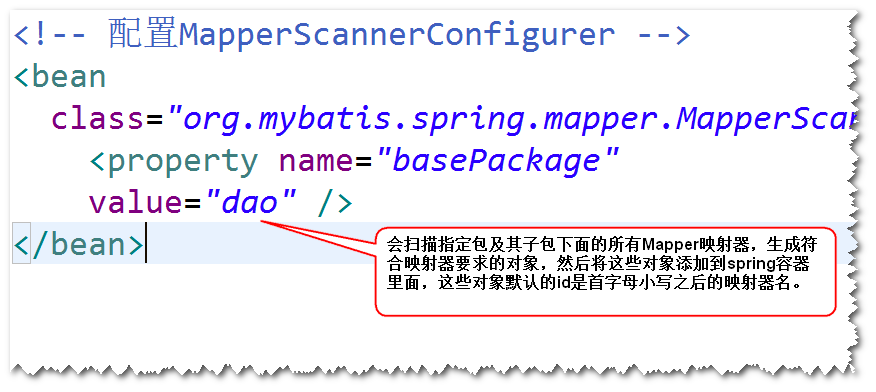 <!-- 配置MapperScannerConfigurer -->
<bean
class="org.mybatis.spring.mapper.MapperScan
<property name="basePackage"
value="dao" />
</bean>
会扫描指定包及其子包下面的所有Mapper映射器，生成符
合映射器要求的对象，然后将这些对象添加到spring容器
里面，这些对象默认的id是首字母小写之后的映射器名。